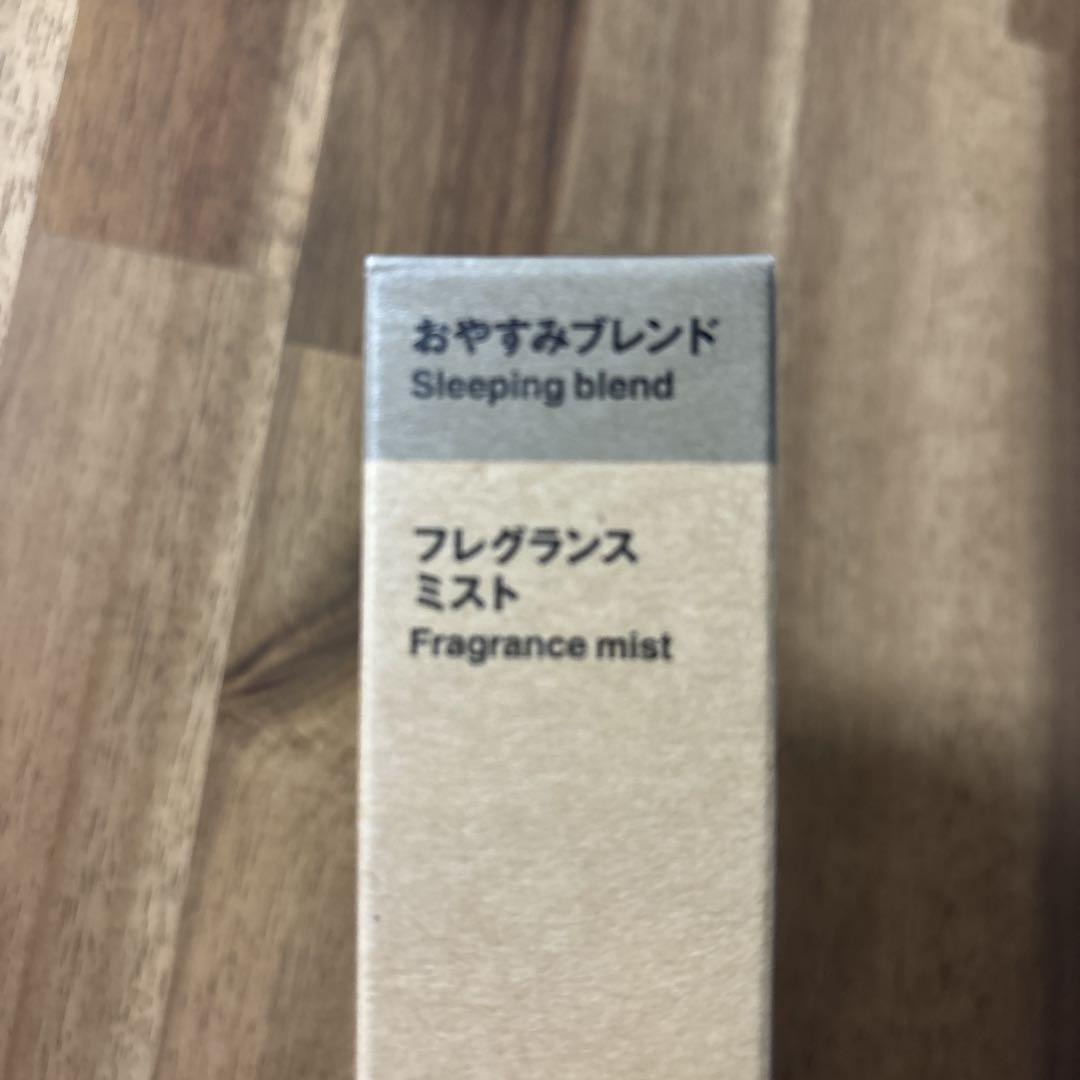 おやすみブレンド
Sleeping blend
フレグランス
ミスト
Fragrance mist